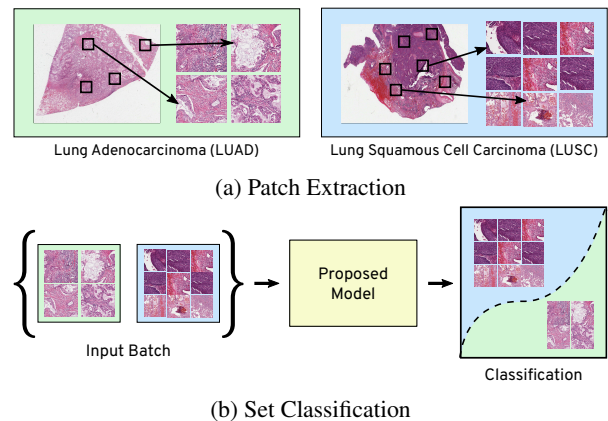 Lung Adenocarcinoma (LUAD)
Lung Squamous Cell Carcinoma (LUSC)
(a) Patch Extraction
Input Batch
Proposed
Model
Classification
(b) Set Classification